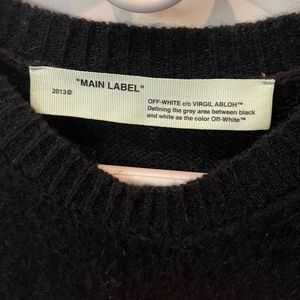 "MAIN LABEL"
2013©
OFF-WHITE c/o VIRGIL ABLOH™
Defining the grey area between black
and white as the color Off-White™